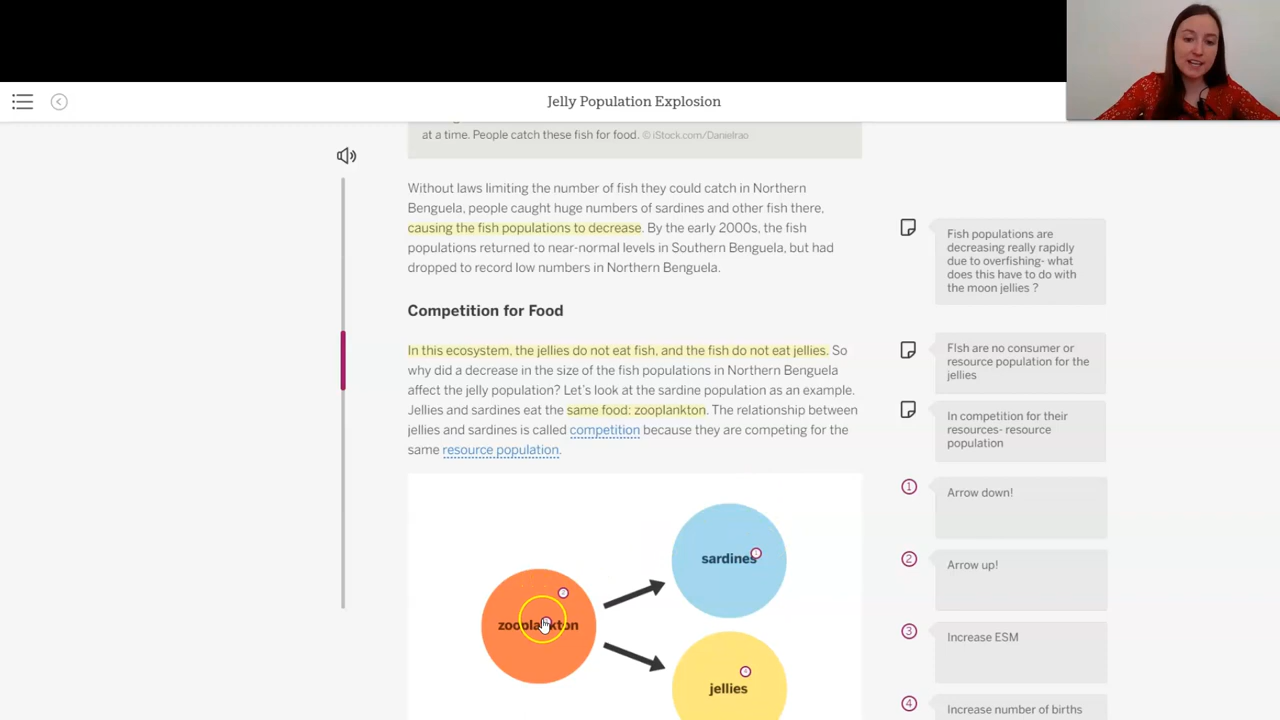 Jelly Population Explosion
at a time. People catch these fish for food. © iStock.com/Danielrao
Without laws limiting the number of fish they could catch in Northern
Benguela, people caught huge numbers of sardines and other fish there,
causing the fish populations to decrease. By the early 2000s, the fish
populations returned to near-normal levels in Southern Benguela, but had
dropped to record low numbers in Northern Benguela.
Competition for Food
In this ecosystem, the jellies do not eat fish, and the fish do not eat jellies. So
why did a decrease in the size of the fish populations in Northern Benguela
affect the jelly population? Let's look at the sardine population as an example.
Jellies and sardines eat the same food: zooplankton. The relationship between
jellies and sardines is called competition because they are competing for the
same resource population.
sardines
zooplankton
jellies
Fish populations are
decreasing really rapidly
due to overfishing- what
does this have to do with
the moon jellies ?
FIsh are no consumer or
resource population for the
jellies
In competition for their
resources- resource
population
1 Arrow down!
2 Arrow up!
3 Increase ESM
4 Increase number of births